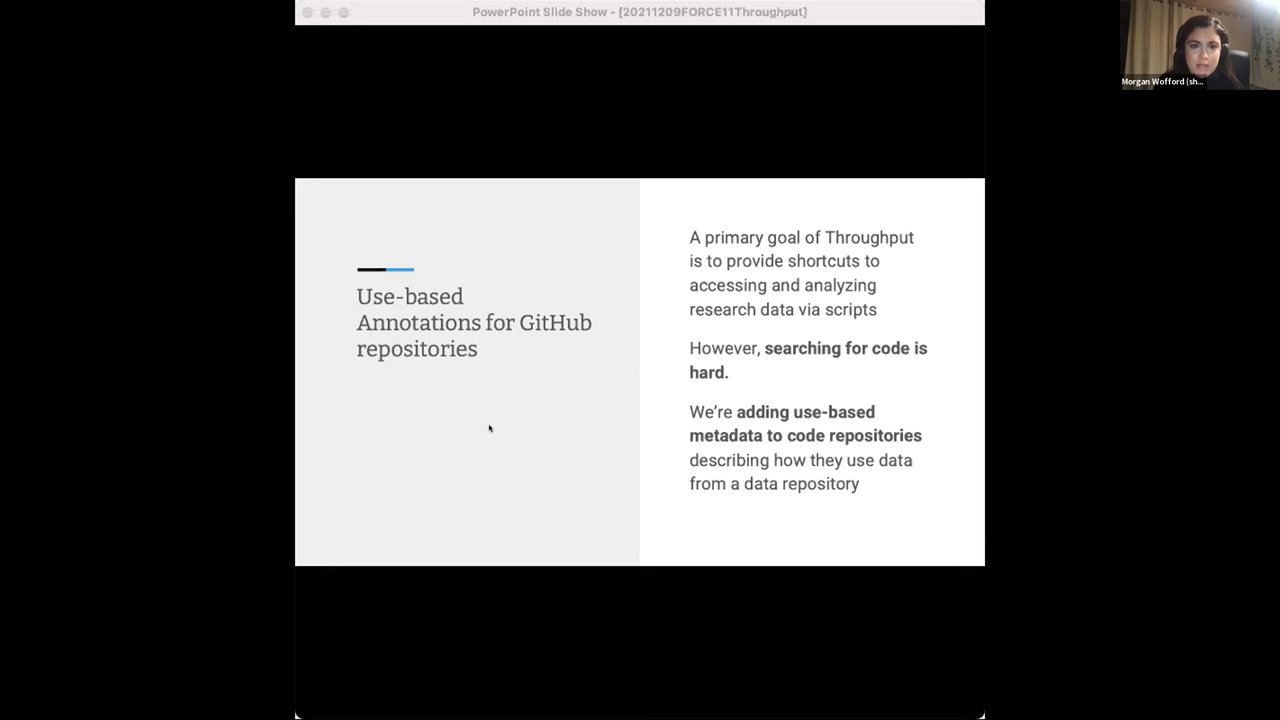 PowerPoint Slide Show - [20211209FORCE11Throughput]
Morgan Wofford (sh...
Use-based
Annotations for GitHub
repositories
A primary goal of Throughput
is to provide shortcuts to
accessing and analyzing
research data via scripts
However, searching for code is
hard.
We’re adding use-based
metadata to code repositories
describing how they use data
from a data repository